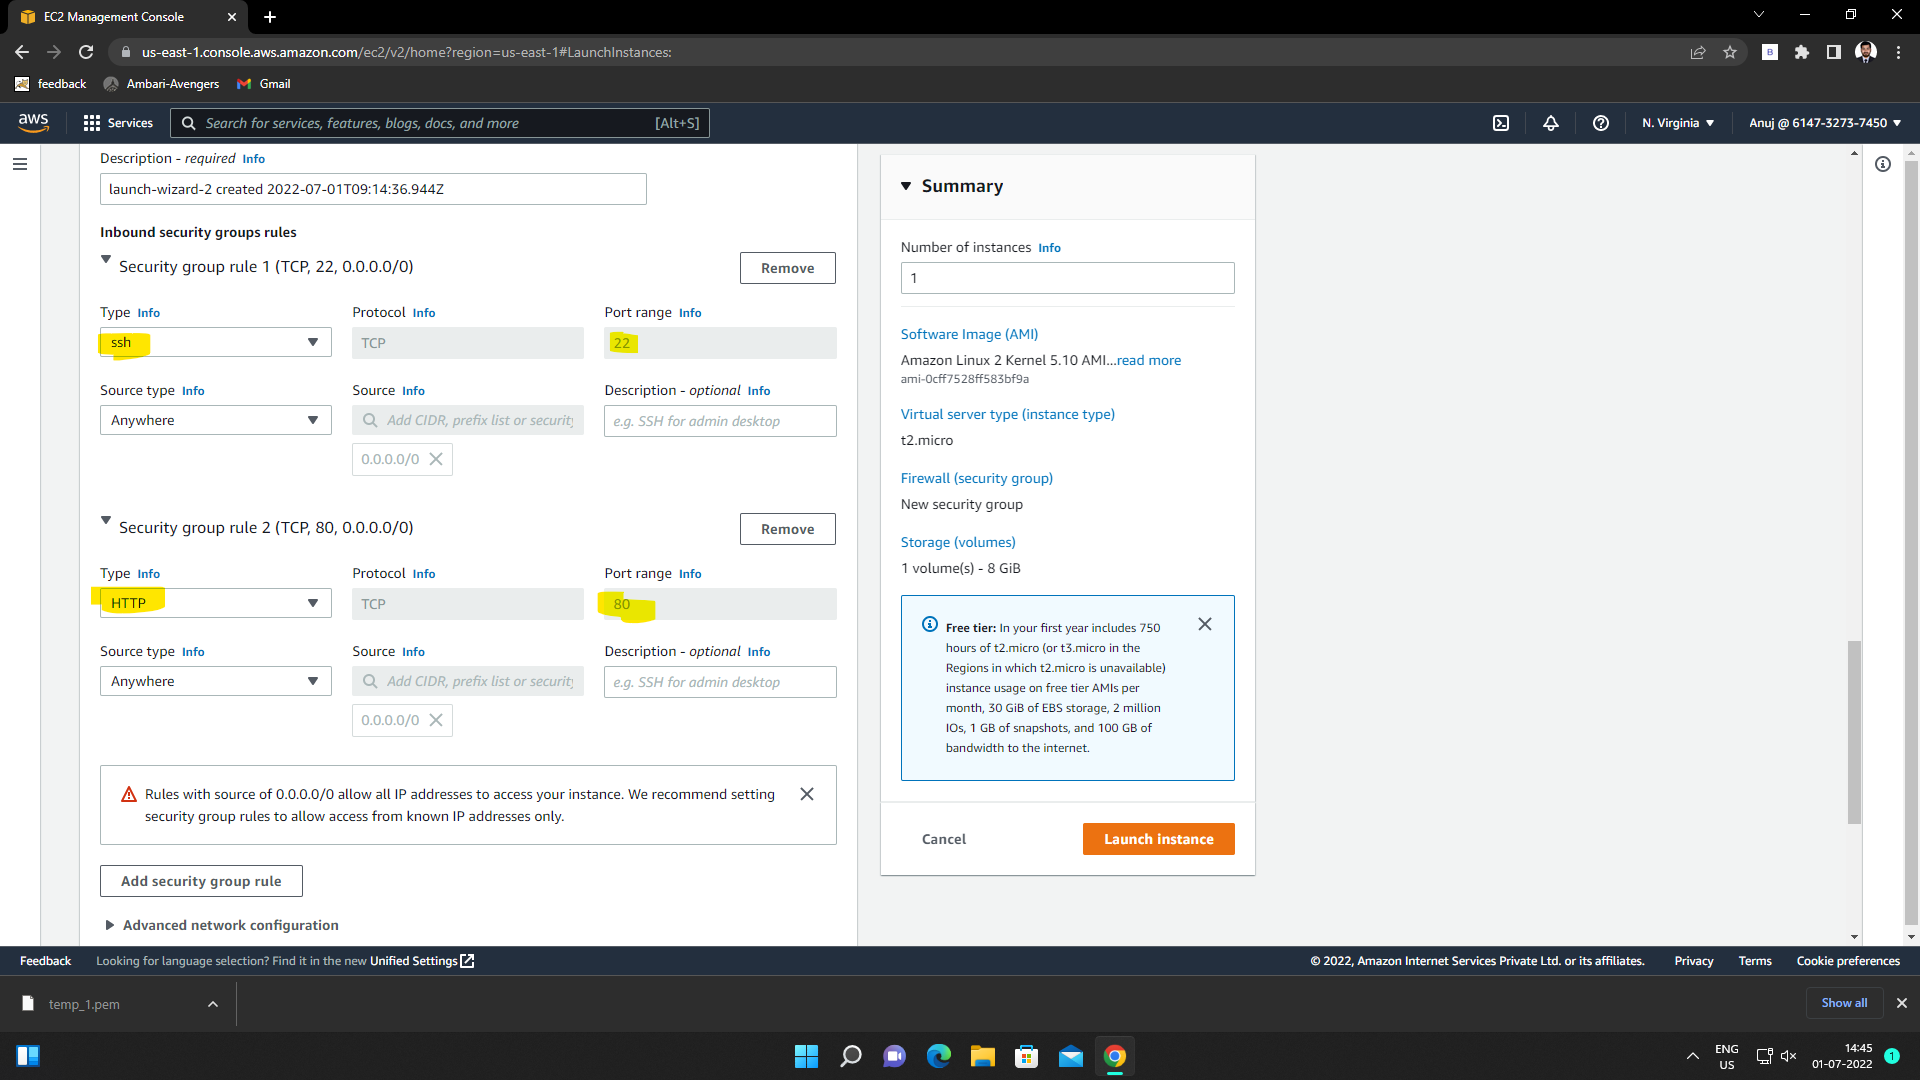 EC2 Management Console
us-east-1.console.aws.amazon.com/ec2/v2/home?region=us-east-1#LaunchInstances:
feedback Ambari-Avengers Gmail
aws Services Search for services, features, blogs, docs, and more [Alt+S] N. Virginia Anuj @ 6147-3273-7450
Description - required Info
launch-wizard-2 created 2022-07-01T09:14:36.944Z
Inbound security groups rules
Security group rule 1 (TCP, 22, 0.0.0.0/0) Remove
Type Info Protocol Info Port range Info
ssh TCP 22
Source type Info Source Info Description - optional Info
Anywhere Add CIDR, prefix list or security e.g. SSH for admin desktop
0.0.0.0/0
Security group rule 2 (TCP, 80, 0.0.0.0/0) Remove
Type Info Protocol Info Port range Info
HTTP TCP 80
Source type Info Source Info Description - optional Info
Anywhere Add CIDR, prefix list or security e.g. SSH for admin desktop
0.0.0.0/0
Rules with source of 0.0.0.0/0 allow all IP addresses to access your instance. We recommend setting
security group rules to allow access from known IP addresses only.
Add security group rule
Advanced network configuration
Summary
Number of instances Info
1
Software Image (AMI)
Amazon Linux 2 Kernel 5.10 AMI...read more
ami-0cff7528ff583bf9a
Virtual server type (instance type)
t2.micro
Firewall (security group)
New security group
Storage (volumes)
1 volume(s) - 8 GiB
Free tier: In your first year includes 750
hours of t2.micro (or t3.micro in the
Regions in which t2.micro is unavailable)
instance usage on free tier AMIs per
month, 30 GiB of EBS storage, 2 million
IOs, 1 GB of snapshots, and 100 GB of
bandwidth to the internet.
Cancel Launch instance
Feedback Looking for language selection? Find it in the new Unified Settings © 2022, Amazon Internet Services Private Ltd. or its affiliates. Privacy Terms Cookie preferences
temp_1.pem Show all
ENG
US
14:45
01-07-2022
1